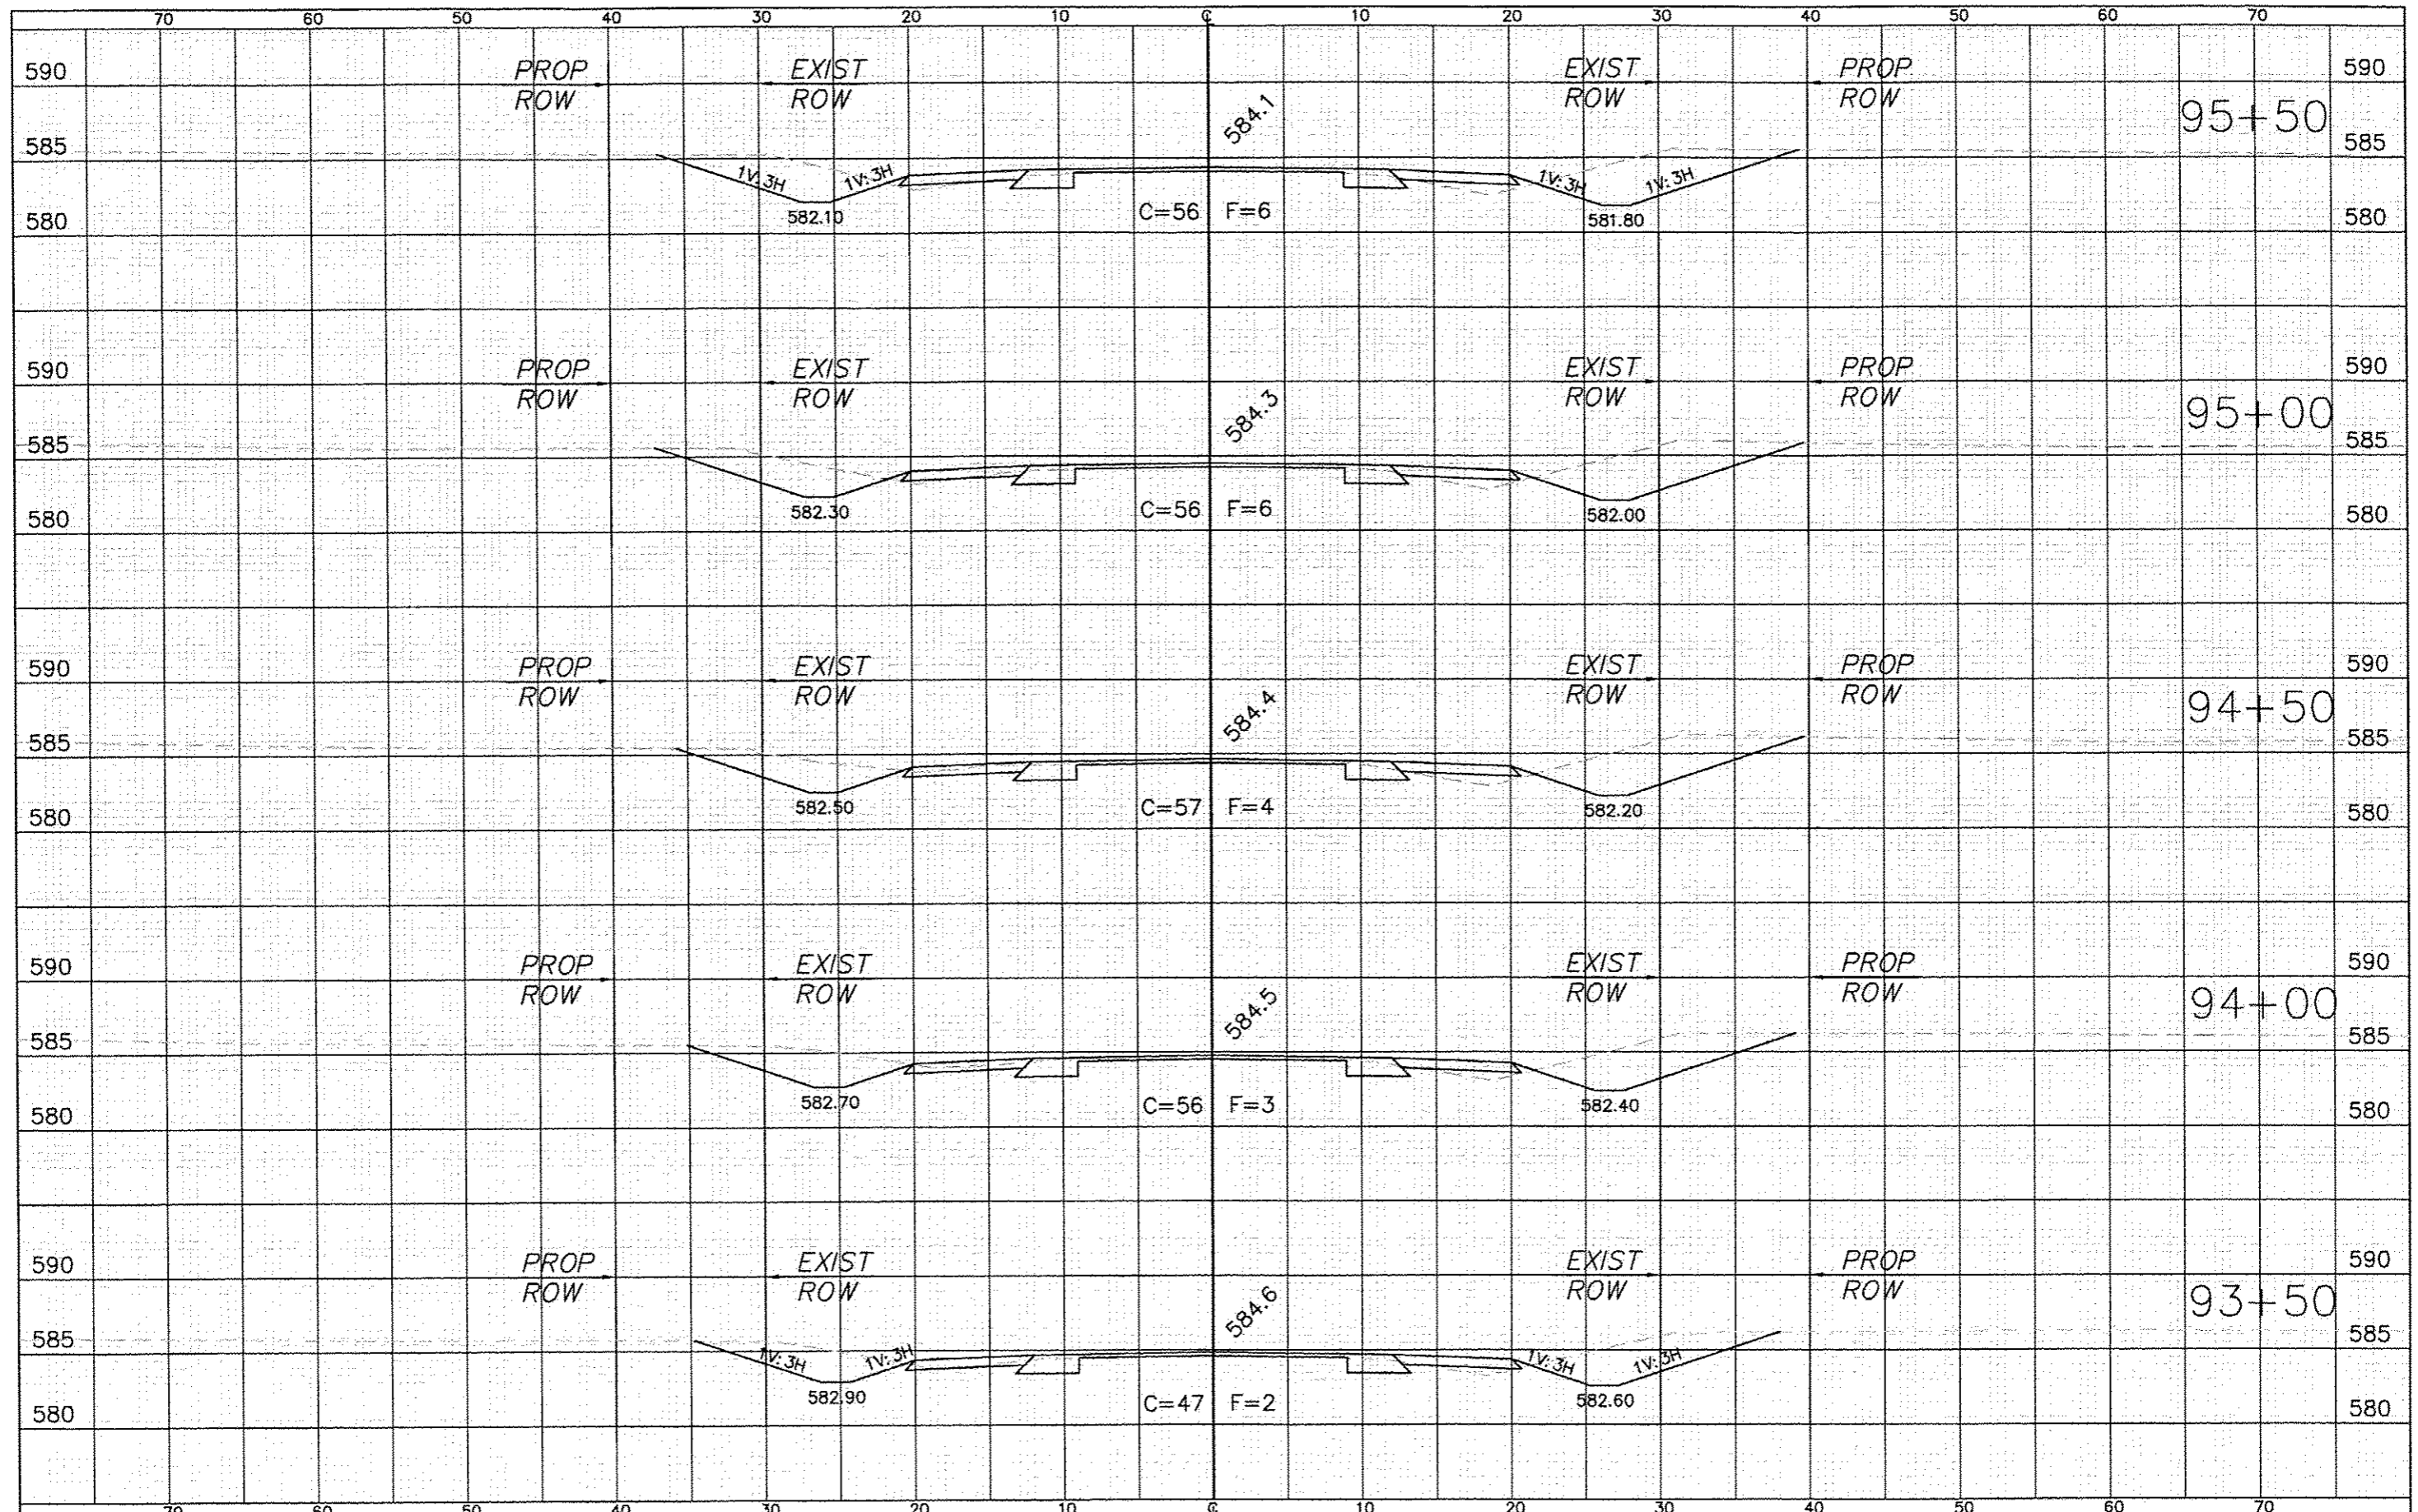 70 60 50 40 30 20 10 ℄ 10 20 30 40 50 60 70
590 PROP EXIST EXIST PROP 590
ROW ROW ROW ROW
584.1 95+50
585 585
1V:3H 1V:3H 1V:3H 1V:3H
582.10 C=56 F=6 581.80
580 580
590 PROP EXIST EXIST PROP 590
ROW ROW ROW ROW
584.3 95+00
585 585
582.30 C=56 F=6 582.00
580 580
590 PROP EXIST EXIST PROP 590
ROW ROW ROW ROW
584.4 94+50
585 585
582.50 C=57 F=4 582.20
580 580
590 PROP EXIST EXIST PROP 590
ROW ROW ROW ROW
584.5 94+00
585 585
582.70 C=56 F=3 582.40
580 580
590 PROP EXIST EXIST PROP 590
ROW ROW ROW ROW
584.6 93+50
585 585
1V:3H 1V:3H 1V:3H 1V:3H
582.90 C=47 F=2 582.60
580 580
70 60 50 40 30 20 10 ℄ 10 20 30 40 50 60 70